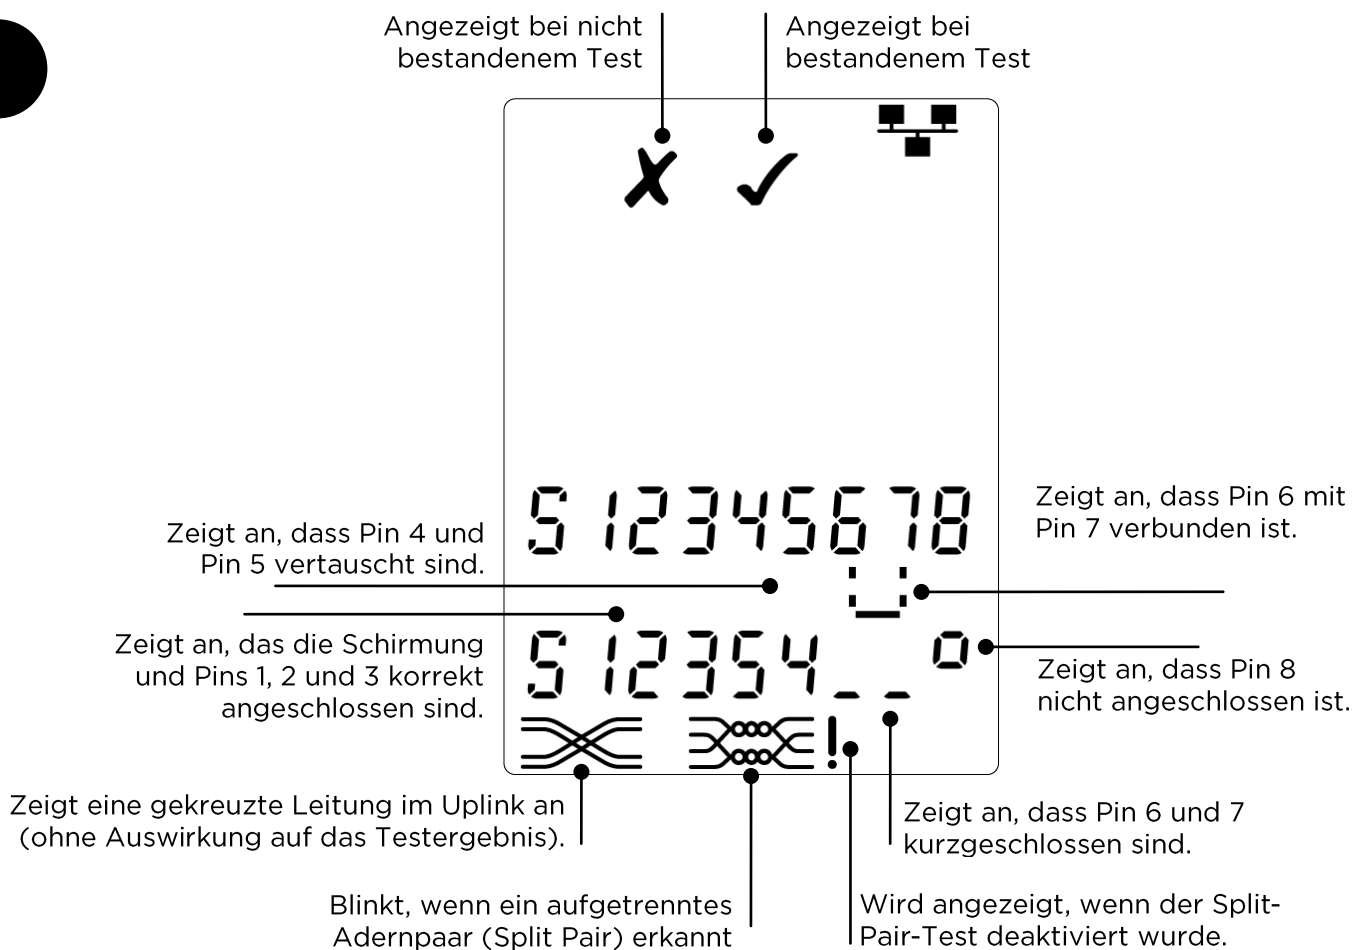 Angezeigt bei nicht
bestandenem Test
Angezeigt bei
bestandenem Test
S12345678
Zeigt an, dass Pin 6 mit
Pin 7 verbunden ist.
Zeigt an, dass Pin 4 und
Pin 5 vertauscht sind.
Zeigt an, das die Schirmung
und Pins 1, 2 und 3 korrekt
angeschlossen sind.
S12354_ _ o
Zeigt an, dass Pin 8
nicht angeschlossen ist.
!
Zeigt eine gekreuzte Leitung im Uplink an
(ohne Auswirkung auf das Testergebnis).
Zeigt an, dass Pin 6 und 7
kurzgeschlossen sind.
Blinkt, wenn ein aufgetrenntes
Adernpaar (Split Pair) erkannt
Wird angezeigt, wenn der Split-
Pair-Test deaktiviert wurde.